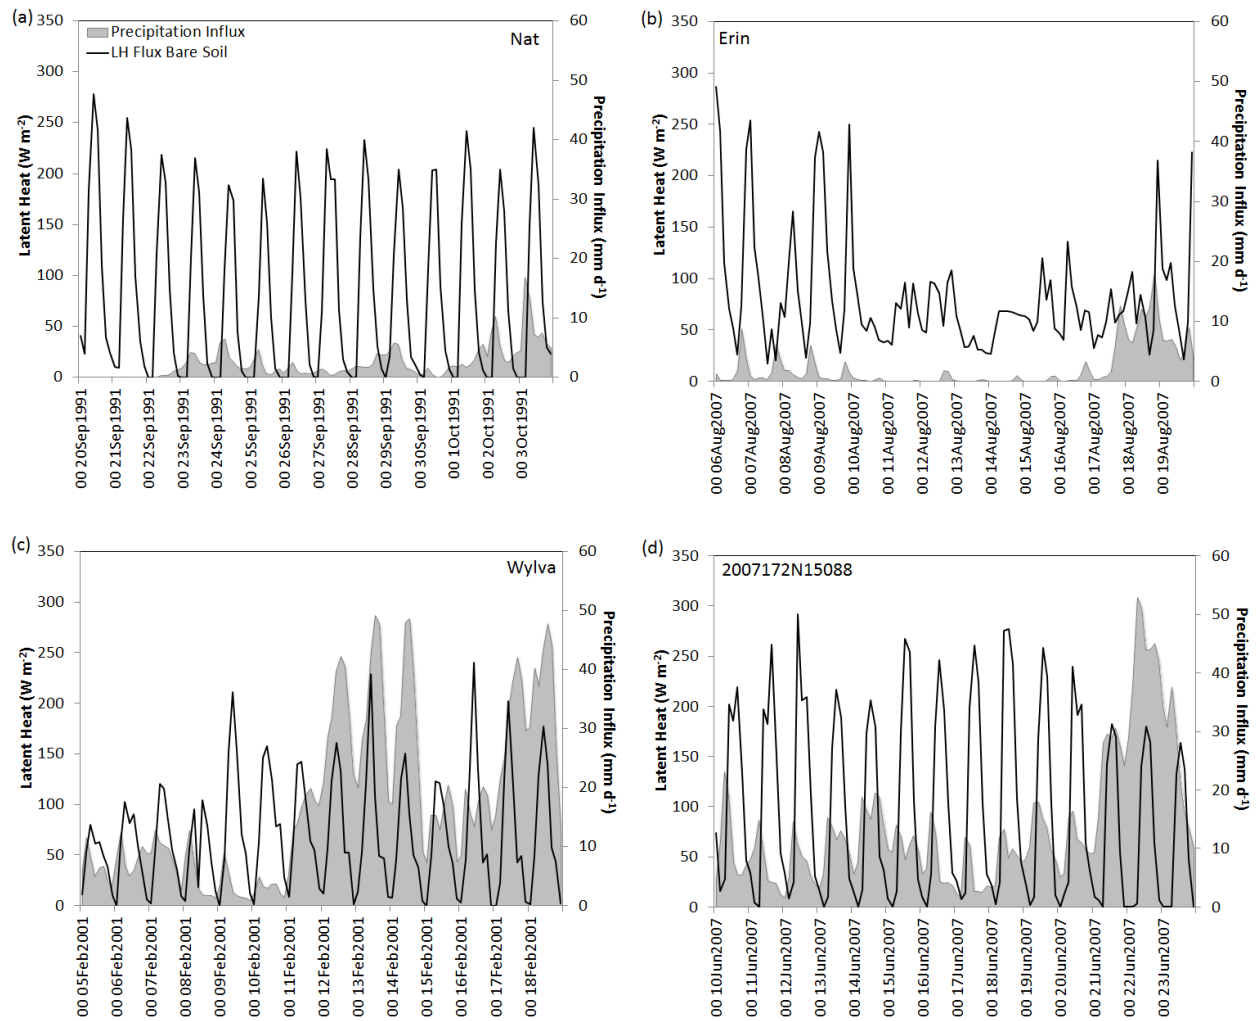 (a)
Precipitation Influx
LH Flux Bare Soil
Nat
350
300
250
200
150
100
50
0
Latent Heat (W m-2)
60
50
40
30
20
10
0
Precipitation Influx (mm d-1)
00 20Sep1991
00 21Sep1991
00 22Sep1991
00 23Sep1991
00 24Sep1991
00 25Sep1991
00 26Sep1991
00 27Sep1991
00 28Sep1991
00 29Sep1991
00 30Sep1991
00 1Oct1991
00 2Oct1991
00 3Oct1991
(b)
Erin
350
300
250
200
150
100
50
0
Latent Heat (W m-2)
60
50
40
30
20
10
0
Precipitation Influx (mm d-1)
00 06Aug2007
00 07Aug2007
00 08Aug2007
00 09Aug2007
00 10Aug2007
00 11Aug2007
00 12Aug2007
00 13Aug2007
00 14Aug2007
00 15Aug2007
00 16Aug2007
00 17Aug2007
00 18Aug2007
00 19Aug2007
(c)
Wylva
350
300
250
200
150
100
50
0
Latent Heat (W m-2)
60
50
40
30
20
10
0
Precipitation Influx (mm d-1)
00 05Feb2001
00 06Feb2001
00 07Feb2001
00 08Feb2001
00 09Feb2001
00 10Feb2001
00 11Feb2001
00 12Feb2001
00 13Feb2001
00 14Feb2001
00 15Feb2001
00 16Feb2001
00 17Feb2001
00 18Feb2001
(d)
2007172N15088
350
300
250
200
150
100
50
0
Latent Heat (W m-2)
60
50
40
30
20
10
0
Precipitation Influx (mm d-1)
00 10Jun2007
00 11Jun2007
00 12Jun2007
00 13Jun2007
00 14Jun2007
00 15Jun2007
00 16Jun2007
00 17Jun2007
00 18Jun2007
00 19Jun2007
00 20Jun2007
00 21Jun2007
00 22Jun2007
00 23Jun2007